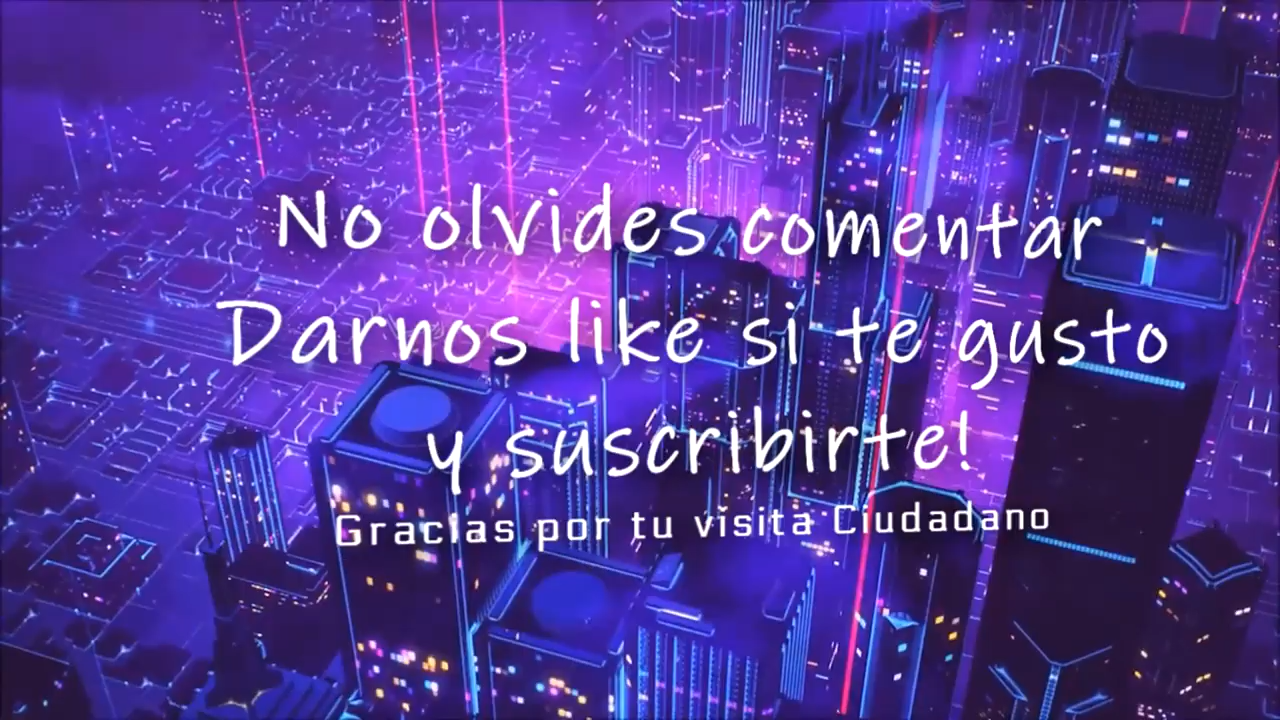 No olvides comentar
Darnos like si te gusto
y suscribirte!
Gracias por tu visita Ciudadano